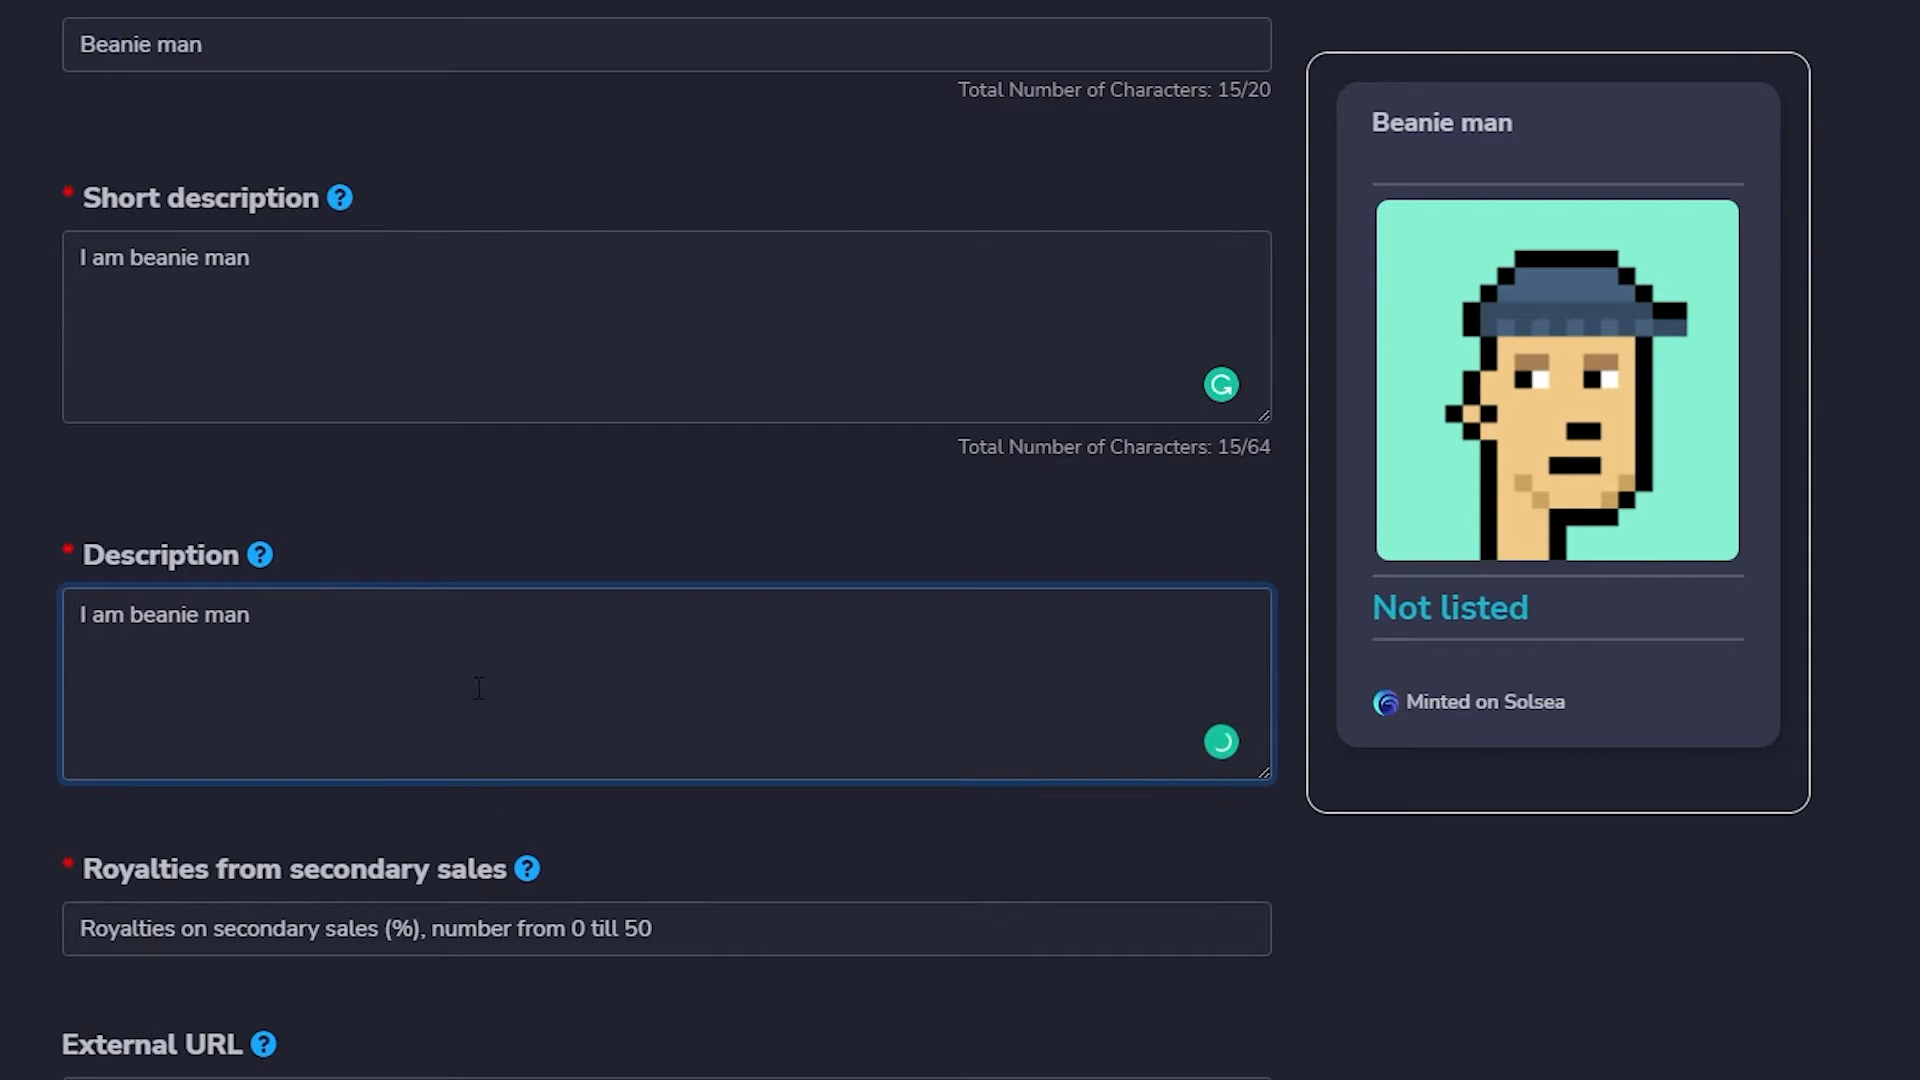 Beanie man
Total Number of Characters: 15/20
* Short description ?
I am beanie man
Total Number of Characters: 15/64
* Description ?
I am beanie man
* Royalties from secondary sales ?
Royalties on secondary sales (%), number from 0 till 50
External URL ?
Beanie man
Not listed
Minted on Solsea